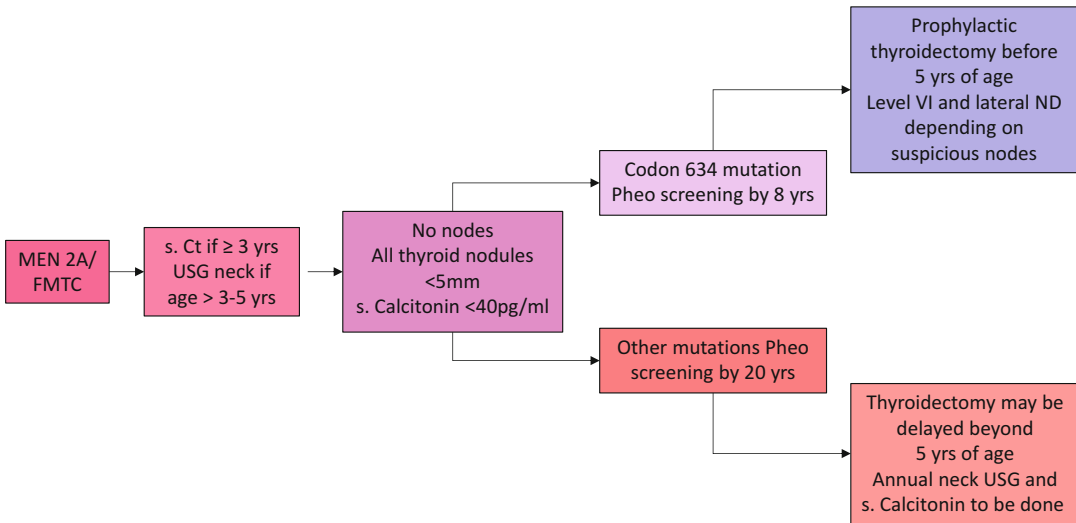 MEN 2A/
FMTC
s. Ct if ≥ 3 yrs
USG neck if
age > 3-5 yrs
No nodes
All thyroid nodules
<5mm
s. Calcitonin <40pg/ml
Codon 634 mutation
Pheo screening by 8 yrs
Prophylactic
thyroidectomy before
5 yrs of age
Level VI and lateral ND
depending on
suspicious nodes
Other mutations Pheo
screening by 20 yrs
Thyroidectomy may be
delayed beyond
5 yrs of age
Annual neck USG and
s. Calcitonin to be done